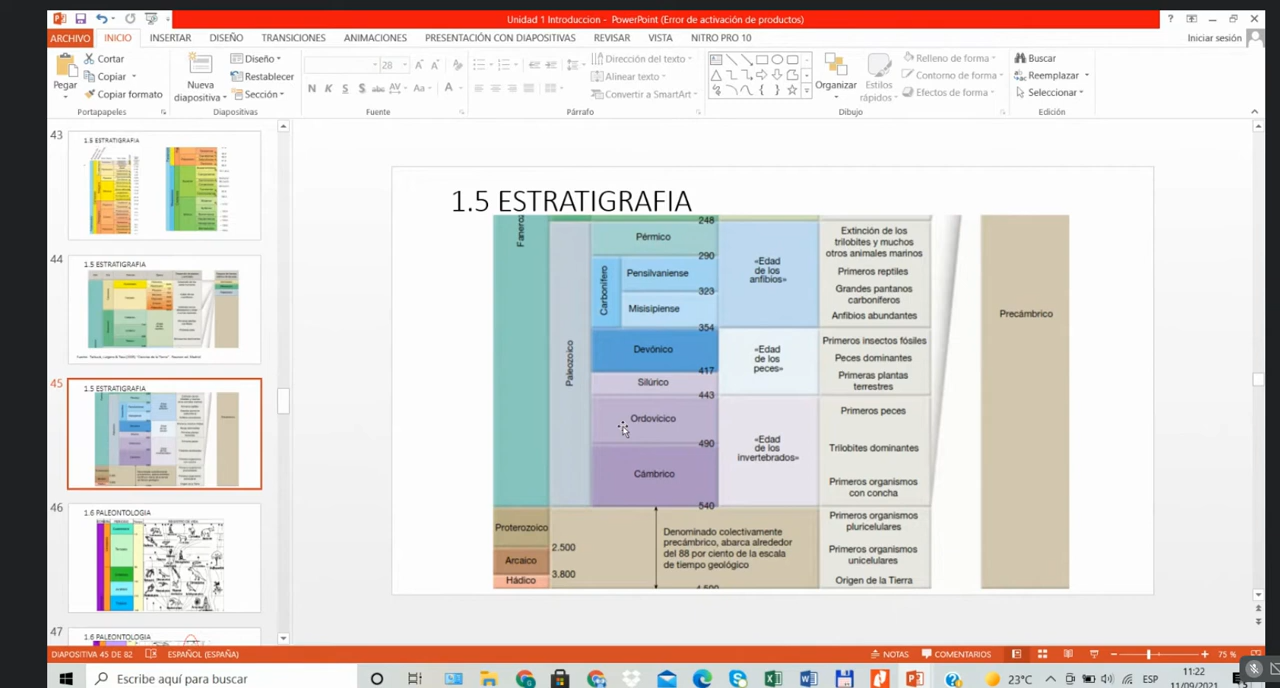 Unidad 1 Introduccion - PowerPoint (Error de activación de productos)
ARCHIVO INICIO INSERTAR DISEÑO TRANSICIONES ANIMACIONES PRESENTACIÓN CON DIAPOSITIVAS REVISAR VISTA NITRO PRO 10 Iniciar sesión
Pegar
Cortar
Copiar
Copiar formato
Portapapeles
Nueva
diapositiva
Diseño
Restablecer
Sección
Diapositivas
28
Fuente
Dirección del texto
Alinear texto
Convertir a SmartArt
Párrafo
Organizar
Estilos
rápidos
Relleno de forma
Contorno de forma
Efectos de forma
Dibujo
Buscar
Reemplazar
Seleccionar
Edición
43
1.5 ESTRATIGRAFIA
44
1.5 ESTRATIGRAFIA
45
1.5 ESTRATIGRAFIA
46
1.6 PALEONTOLOGIA
47
1.6 PALEONTOLOGIA
1.5 ESTRATIGRAFIA
Paleozoico
248
Pérmico
290
Carbonífero
Pensilvaniense
323
Misisipiense
354
Devónico
417
Silúrico
443
Ordovícico
490
Cámbrico
540
«Edad
de los
anfibios»
«Edad
de los
peces»
«Edad
de los
invertebrados»
Extinción de los
trilobites y muchos
otros animales marinos
Primeros reptiles
Grandes pantanos
carboníferos
Anfibios abundantes
Primeros insectos fósiles
Peces dominantes
Primeras plantas
terrestres
Primeros peces
Trilobites dominantes
Primeros organismos
con concha
Primeros organismos
pluricelulares
Primeros organismos
unicelulares
Origen de la Tierra
Precámbrico
Proterozoico
2.500
Arcaico
3.800
Hádico
Denominado colectivamente
precámbrico, abarca alrededor
del 88 por ciento de la escala
de tiempo geológico
DIAPOSITIVA 45 DE 82 ESPAÑOL (ESPAÑA) NOTAS COMENTARIOS 75 %
Escribe aquí para buscar
23°C ESP
11:22
11/09/2021